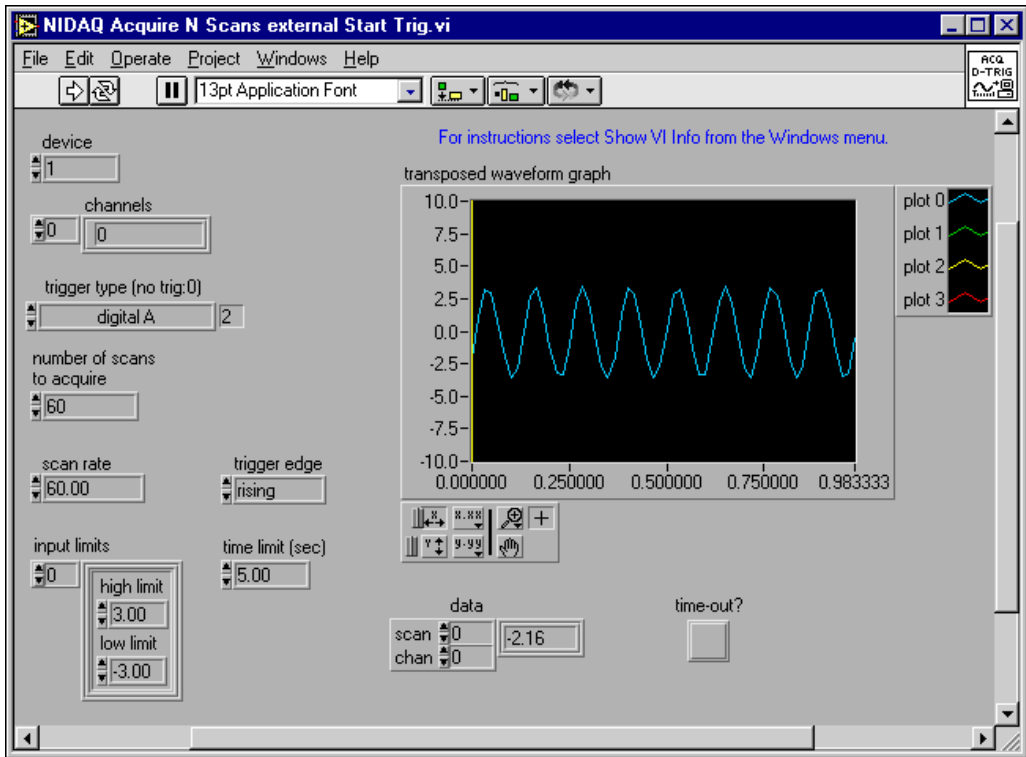 NIDAQ Acquire N Scans external Start Trig.vi
File Edit Operate Project Windows Help
ACQ
D-TRIG
13pt Application Font
For instructions select Show VI Info from the Windows menu.
device
1
channels
0
0
trigger type (no trig:0)
digital A
2
number of scans
to acquire
60
scan rate
60.00
trigger edge
rising
input limits
0
high limit
3.00
low limit
-3.00
time limit (sec)
5.00
transposed waveform graph
10.0
7.5
5.0
2.5
0.0
-2.5
-5.0
-7.5
-10.0
0.000000 0.250000 0.500000 0.750000 0.983333
plot 0
plot 1
plot 2
plot 3
X
x.xx
Y
y.yy
data
scan 0
chan 0
-2.16
time-out?